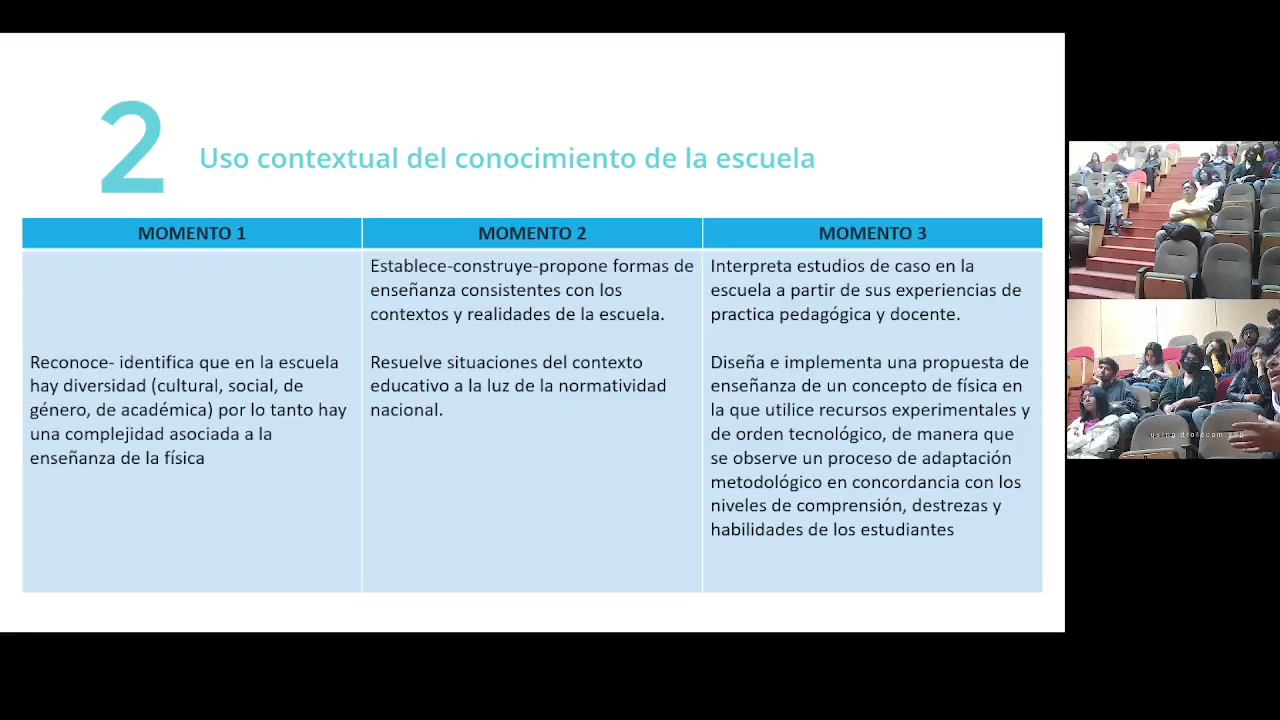 2
Uso contextual del conocimiento de la escuela
MOMENTO 1
Reconoce- identifica que en la escuela
hay diversidad (cultural, social, de
género, de académica) por lo tanto hay
una complejidad asociada a la
enseñanza de la física
MOMENTO 2
Establece-construye-propone formas de
enseñanza consistentes con los
contextos y realidades de la escuela.
Resuelve situaciones del contexto
educativo a la luz de la normatividad
nacional.
MOMENTO 3
Interpreta estudios de caso en la
escuela a partir de sus experiencias de
practica pedagógica y docente.
Diseña e implementa una propuesta de
enseñanza de un concepto de física en
la que utilice recursos experimentales y
de orden tecnológico, de manera que
se observe un proceso de adaptación
metodológico en concordancia con los
niveles de comprensión, destrezas y
habilidades de los estudiantes
using droidcam.app